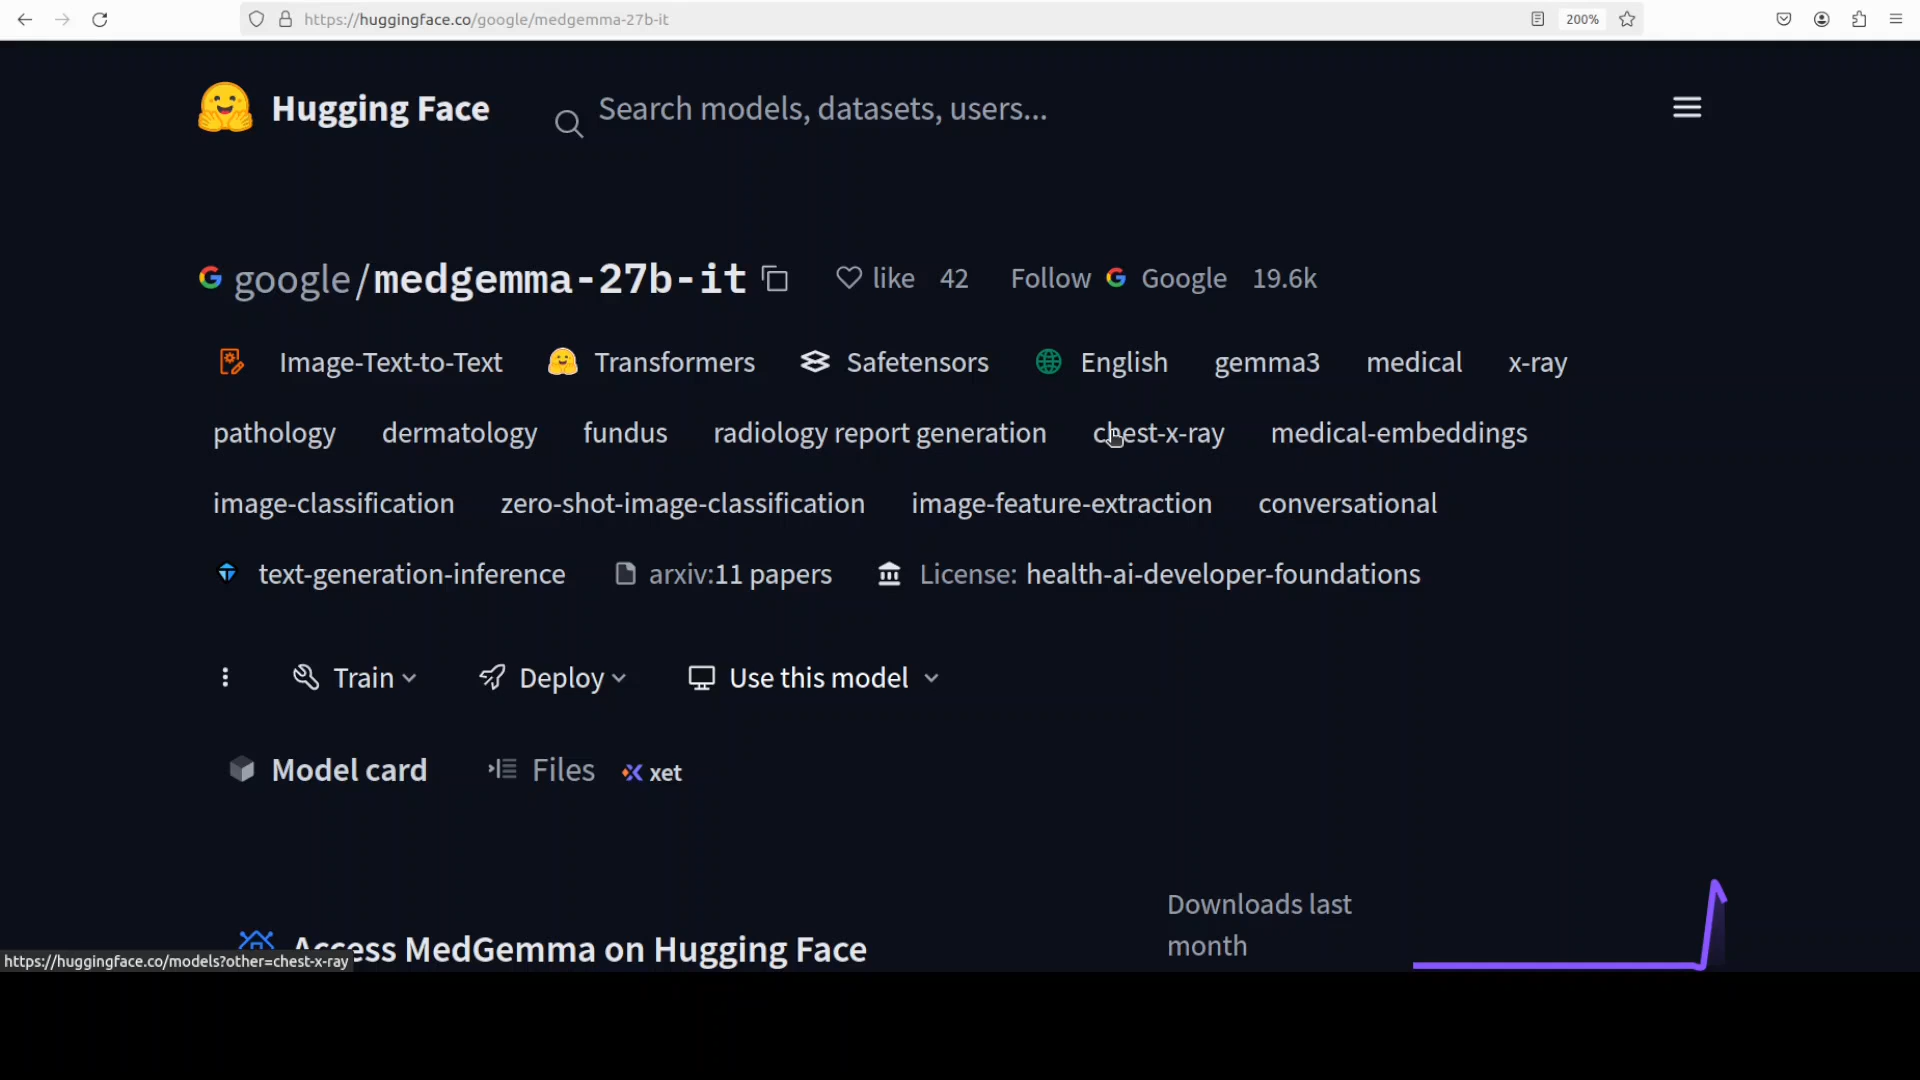 https://huggingface.co/google/medgemma-27b-it 200%
Hugging Face Search models, datasets, users...
google/medgemma-27b-it like 42 Follow Google 19.6k
Image-Text-to-Text Transformers Safetensors English gemma3 medical x-ray
pathology dermatology fundus radiology report generation chest-x-ray medical-embeddings
image-classification zero-shot-image-classification image-feature-extraction conversational
text-generation-inference arxiv:11 papers License: health-ai-developer-foundations
Train Deploy Use this model
Model card Files xet
Downloads last
month
Access MedGemma on Hugging Face
https://huggingface.co/models?other=chest-x-ray